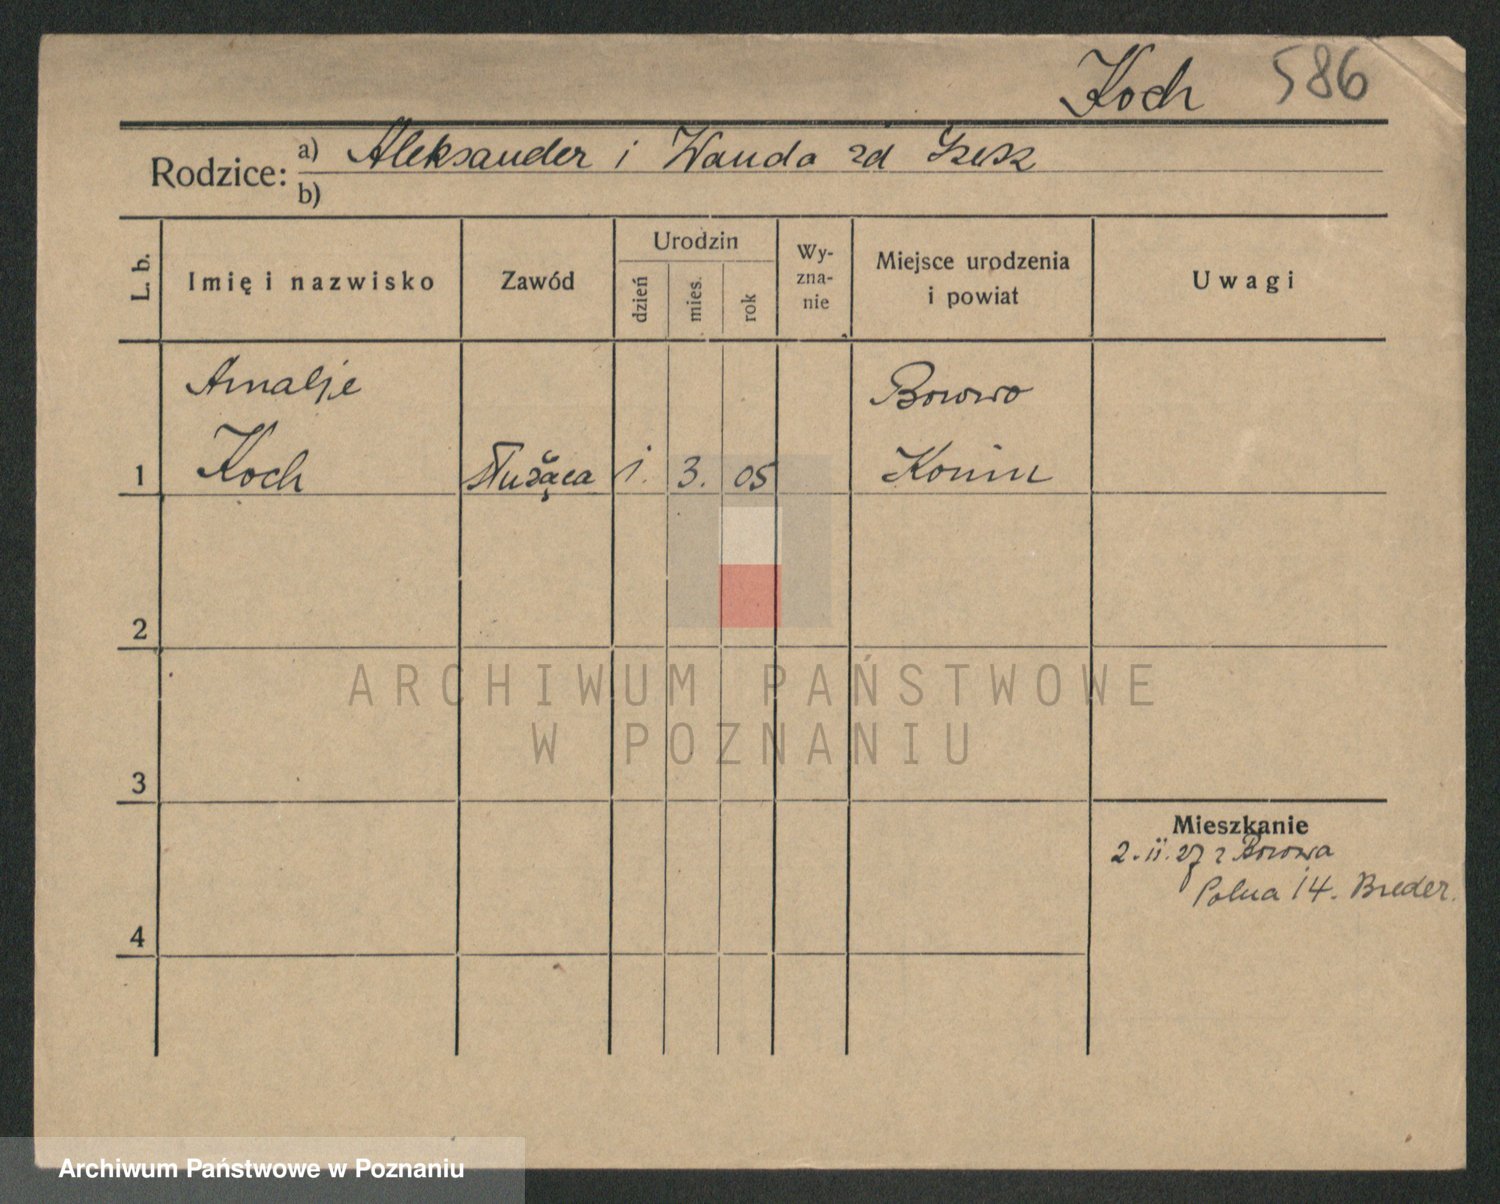 Koch 586
Rodzice: a) Aleksander i Wanda zd
b)
L. b. Imię i nazwisko Zawód Urodzin dzień mies. rok Wy-zna-nie Miejsce urodzenia i powiat Uwagi
Amalje Borowo
1 Koch służąca 1. 3. 05 Konin
2
ARCHIWUM PAŃSTWOWE
W POZNANIU
3
Mieszkanie
2.II.27 z Borowa
Polna 14. Breder.
4
Archiwum Państwowe w Poznaniu